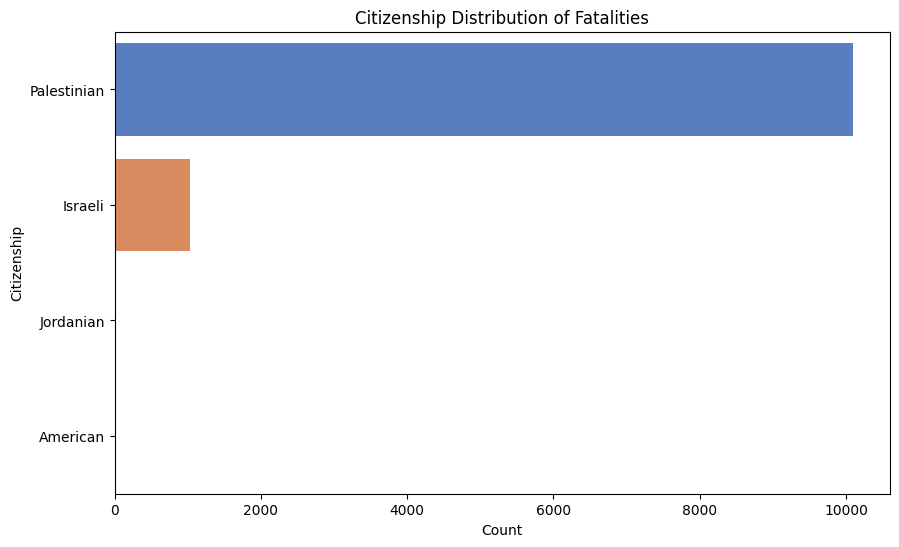 Citizenship Distribution of Fatalities
Citizenship
Palestinian
Israeli
Jordanian
American
0 2000 4000 6000 8000 10000
Count